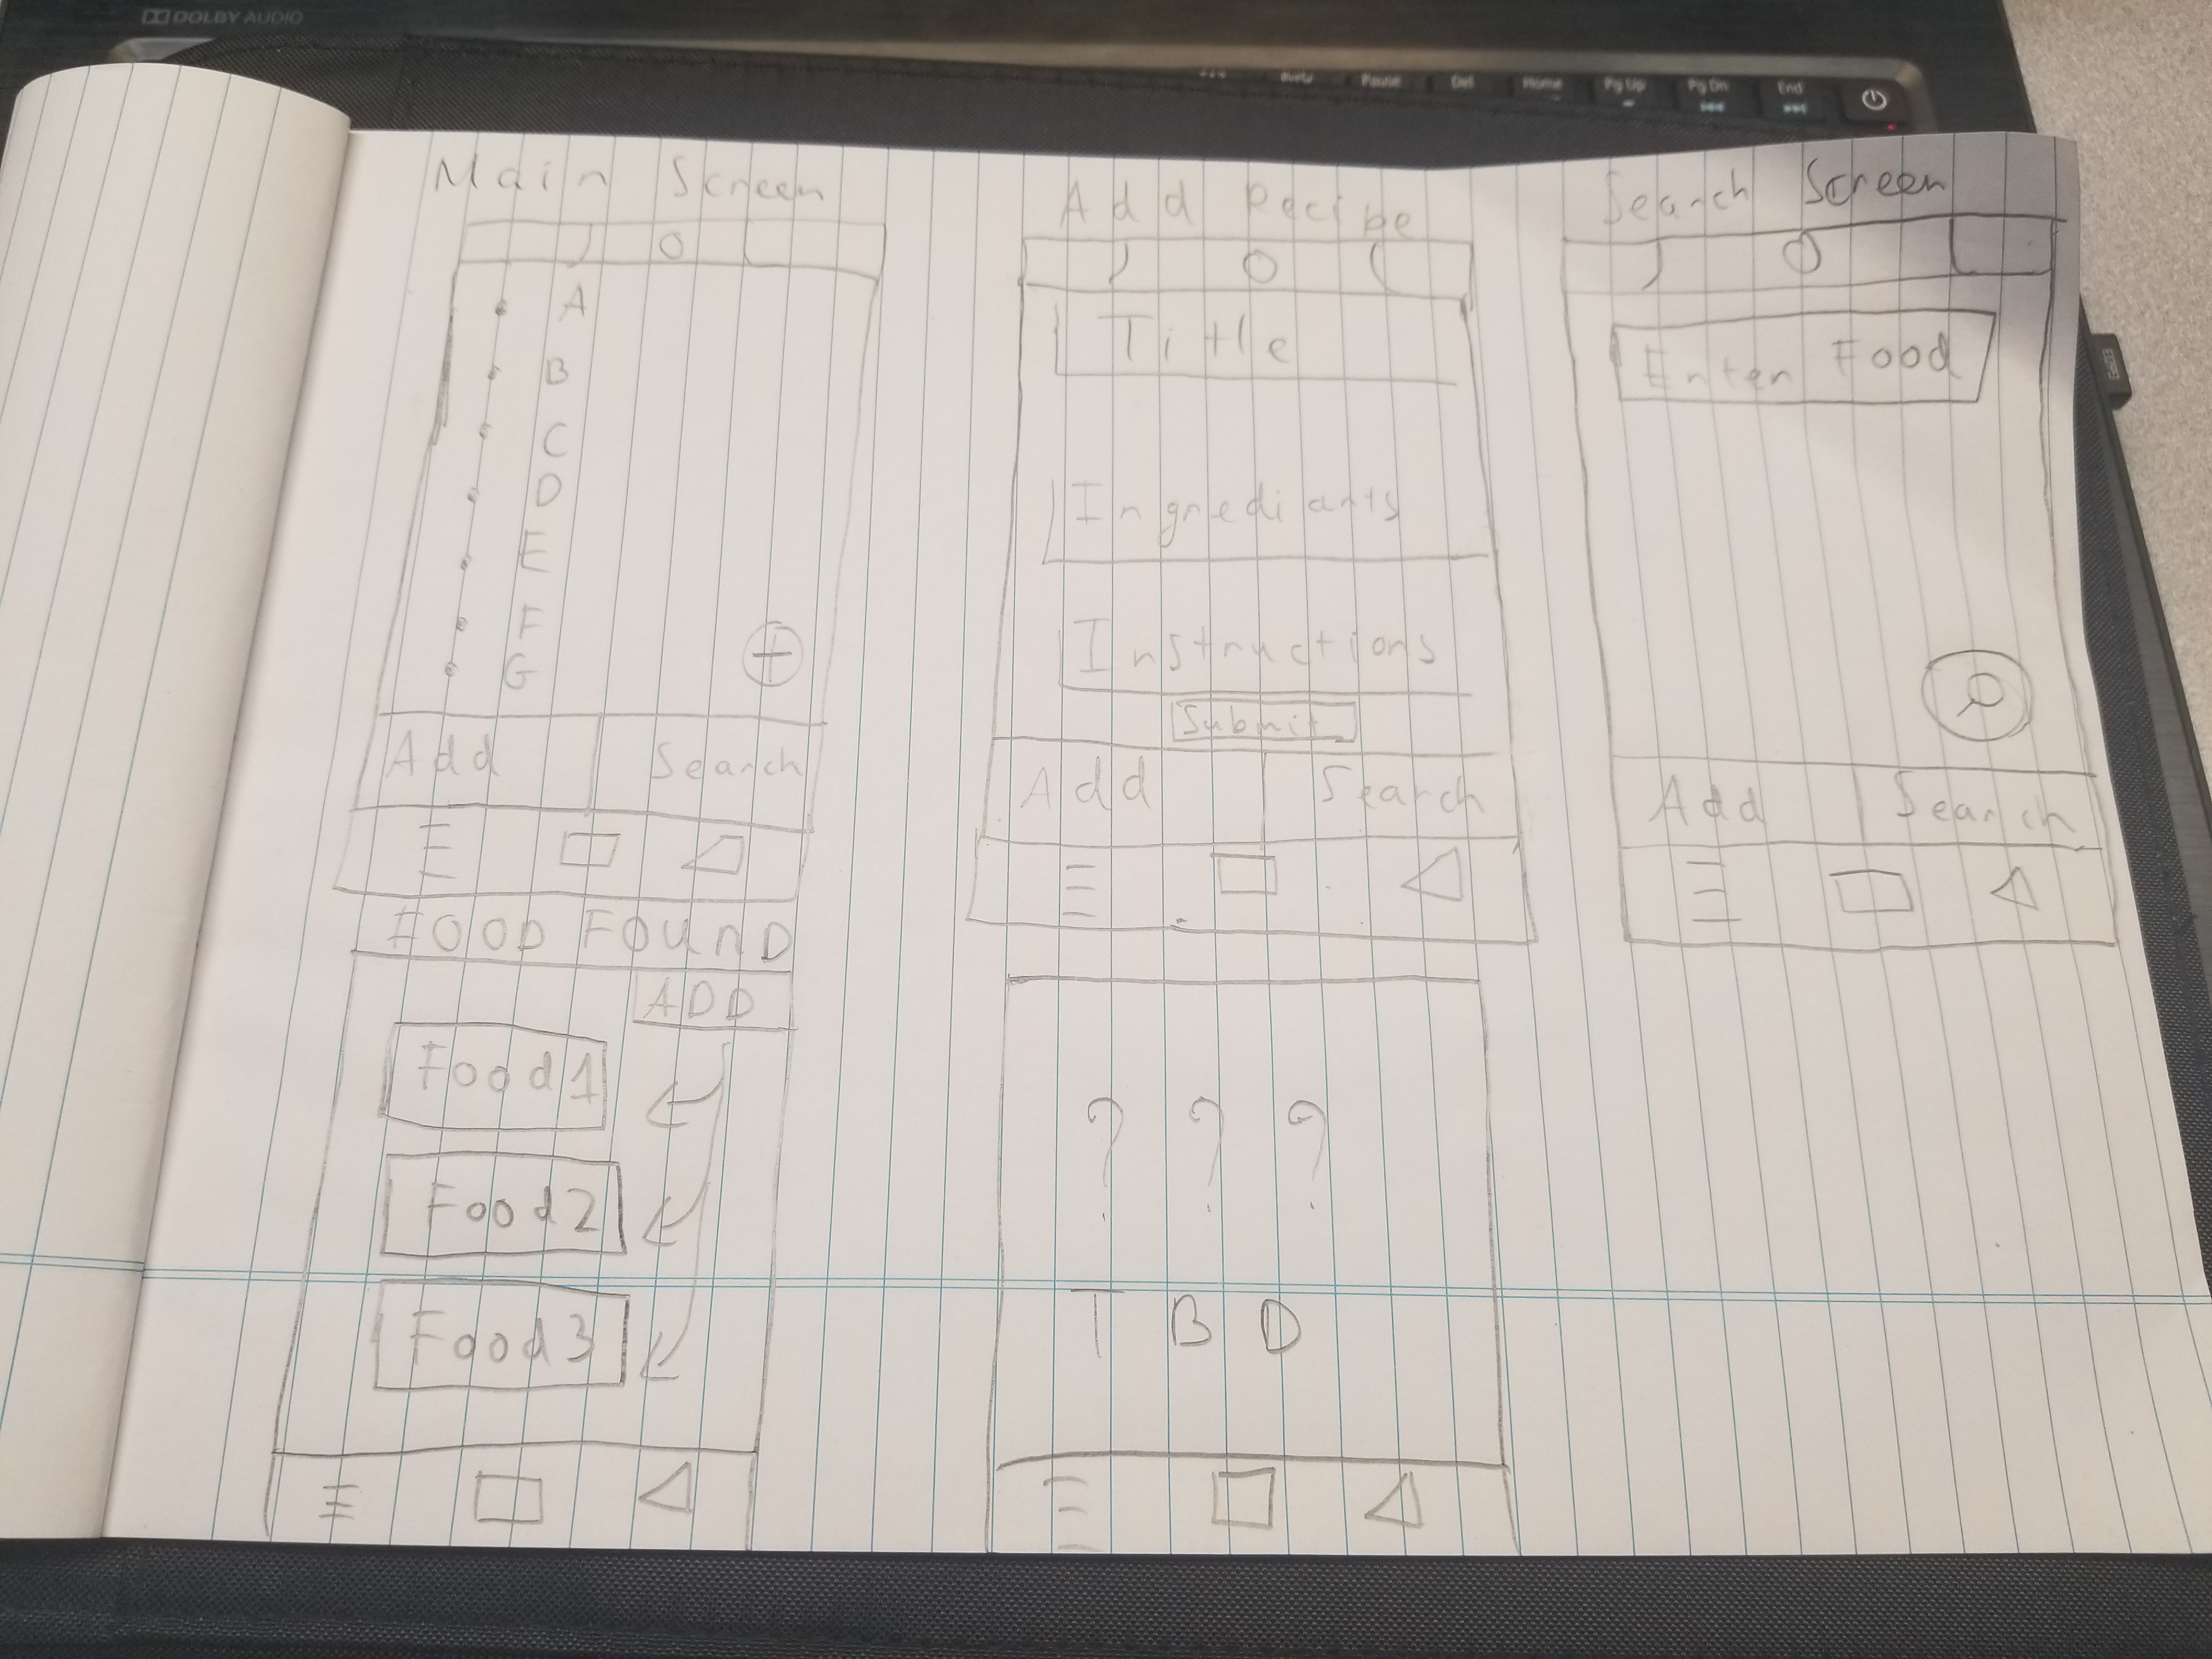 DOLBY AUDIO
Pause
Del
Home
Pg Up
Pg Dn
End
Main Screen
A
B
C
D
E
F
G
Add
Search
Add Recipe
Title
Ingrediants
Instructions
Submit
Add
Search
Search Screen
Enter Food
Add
Search
FOOD FOUnD
ADD
Food1
Food2
Food3
? ? ?
TBD